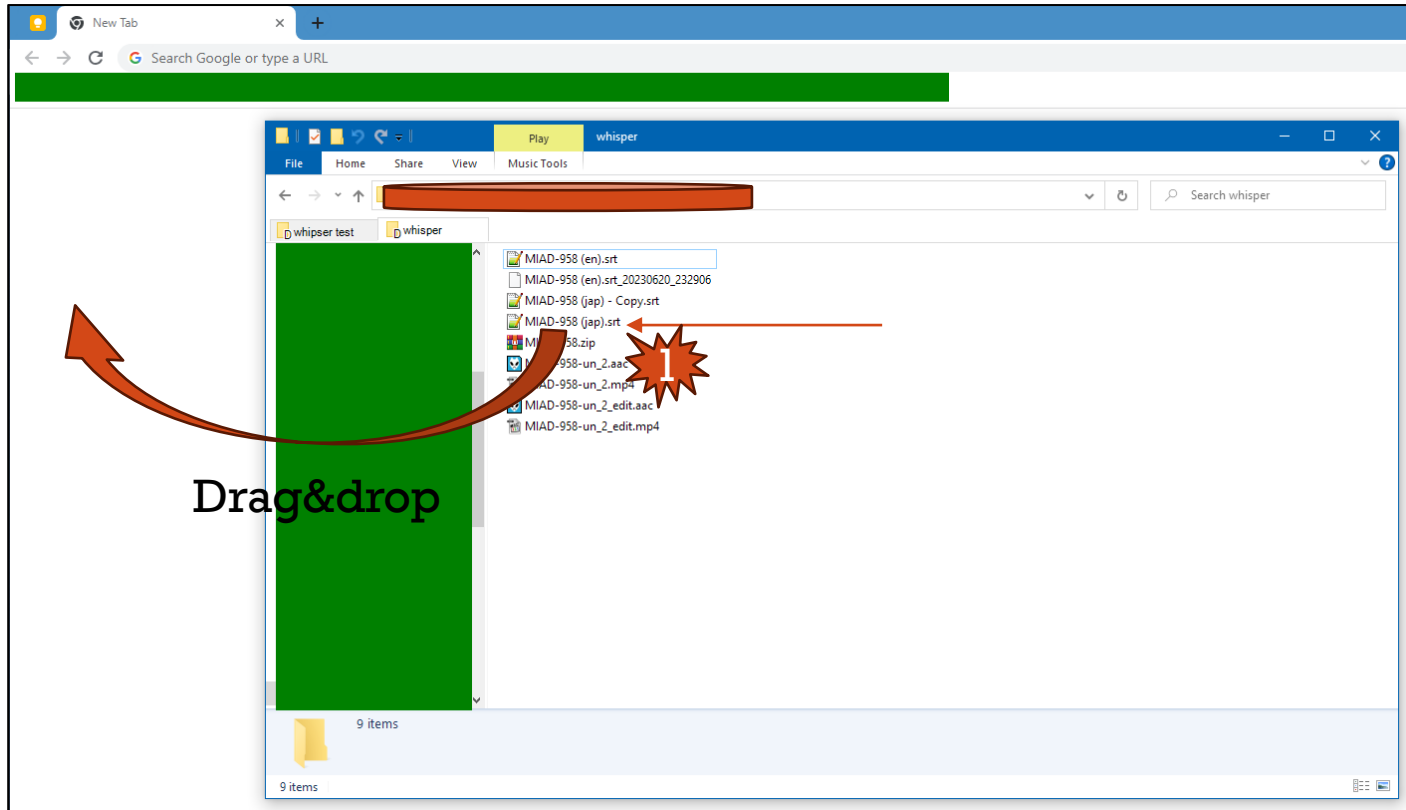 New Tab
Search Google or type a URL
Play whisper
File Home Share View Music Tools
Search whisper
whipser test whisper
MIAD-958 (en).srt
MIAD-958 (en).srt_20230620_232906
MIAD-958 (jap) - Copy.srt
MIAD-958 (jap).srt
58.zip
1
958-un_2.aac
AD-958-un_2.mp4
MIAD-958-un_2_edit.aac
MIAD-958-un_2_edit.mp4
Drag&drop
9 items
9 items